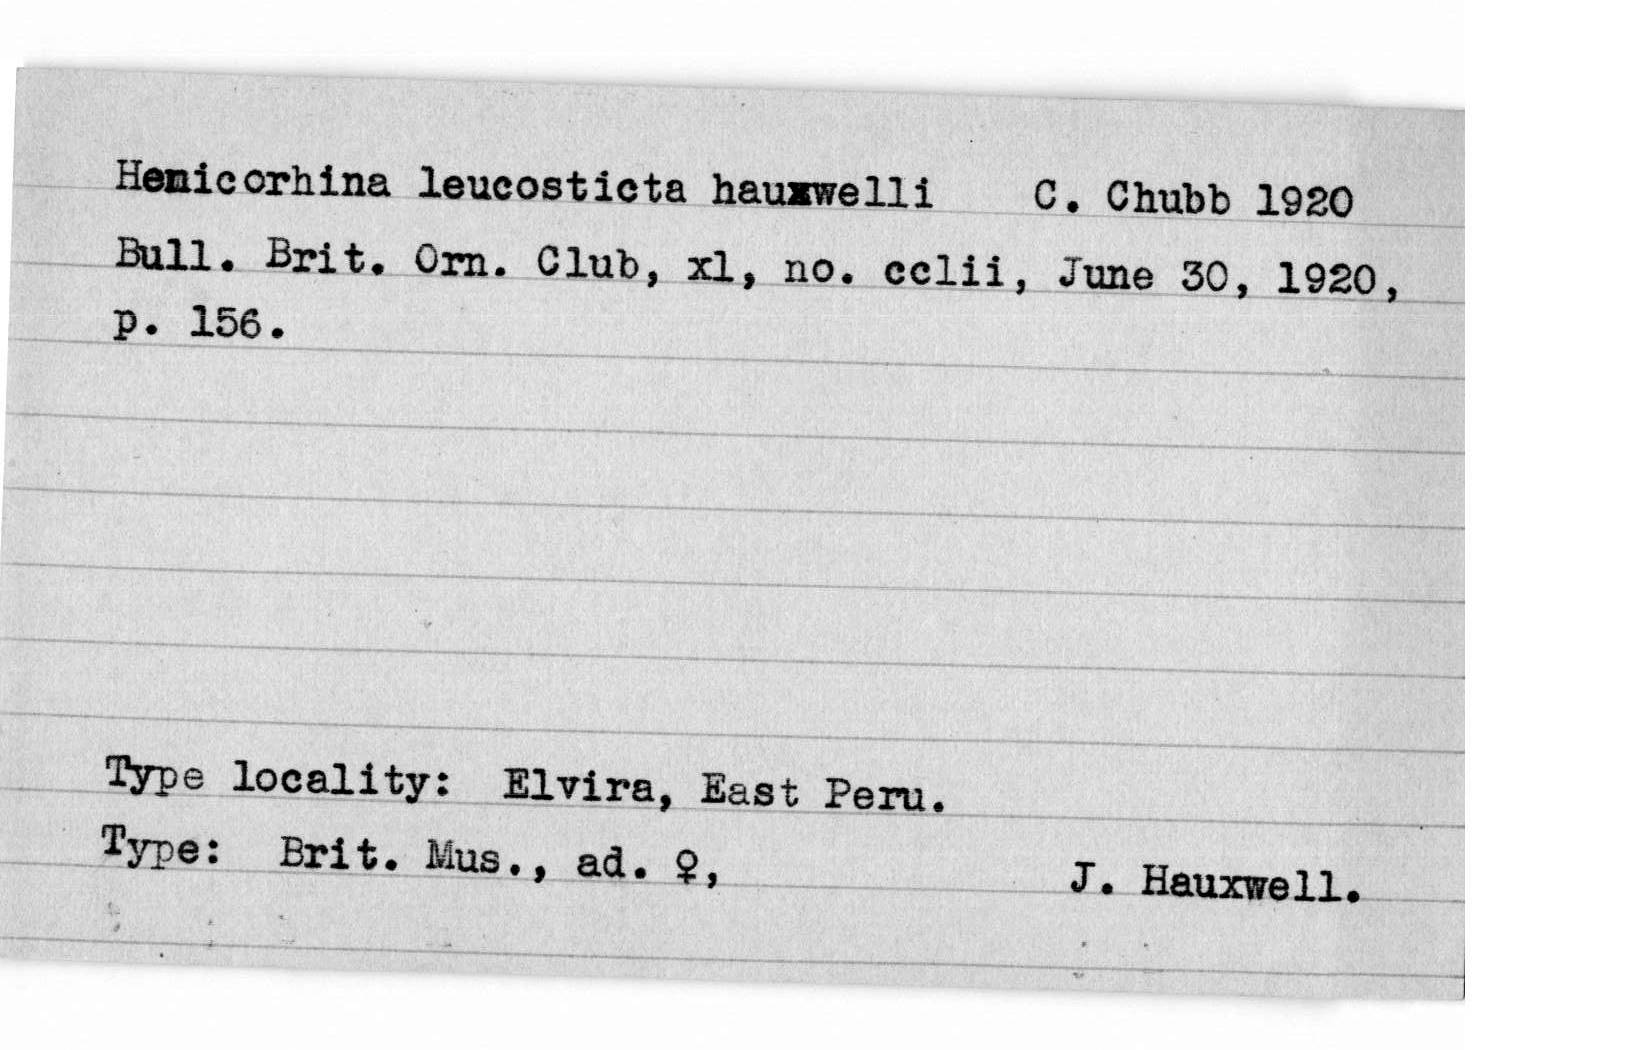 Henicorhina leucosticta hauxwelli C. Chubb 1920
Bull. Brit. Orn. Club, xl, no. cclii, June 30, 1920,
p. 156.
Type locality: Elvira, East Peru.
Type: Brit. Mus., ad. ♀, J. Hauxwell.